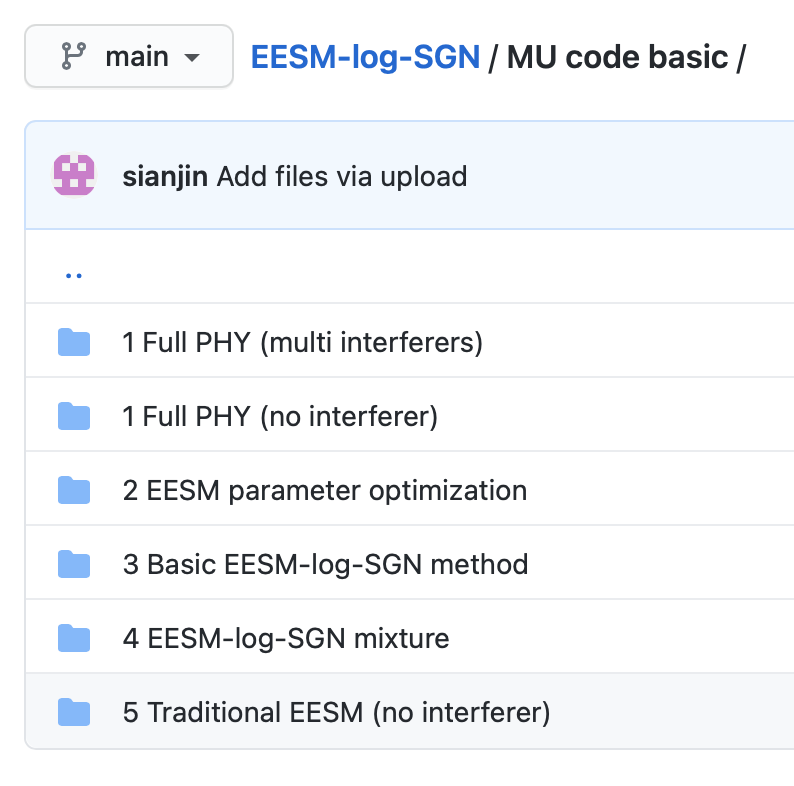 main EESM-log-SGN / MU code basic /
sianjin Add files via upload
..
1 Full PHY (multi interferers)
1 Full PHY (no interferer)
2 EESM parameter optimization
3 Basic EESM-log-SGN method
4 EESM-log-SGN mixture
5 Traditional EESM (no interferer)